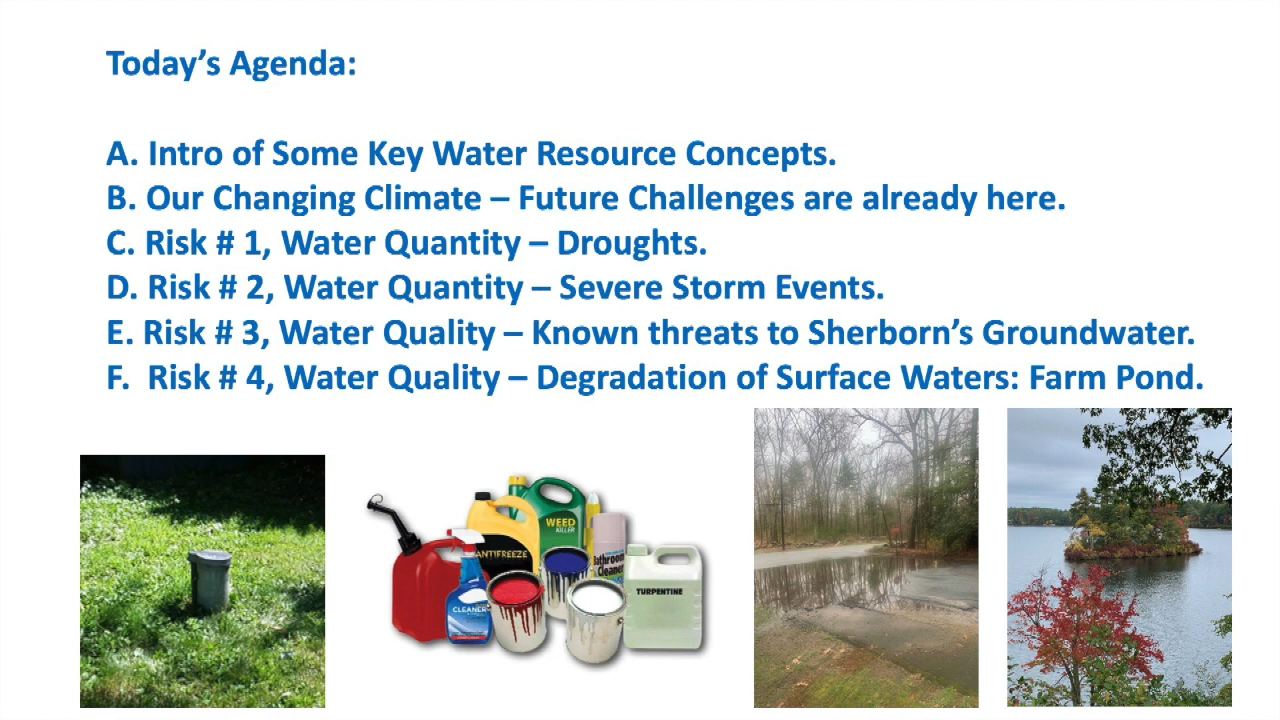 Today’s Agenda:
A. Intro of Some Key Water Resource Concepts.
B. Our Changing Climate – Future Challenges are already here.
C. Risk # 1, Water Quantity – Droughts.
D. Risk # 2, Water Quantity – Severe Storm Events.
E. Risk # 3, Water Quality – Known threats to Sherborn’s Groundwater.
F.  Risk # 4, Water Quality – Degradation of Surface Waters: Farm Pond.
WEED
KILLER
ANTIFREEZE
Bathroom
Cleaner
TURPENTINE
CLEANER